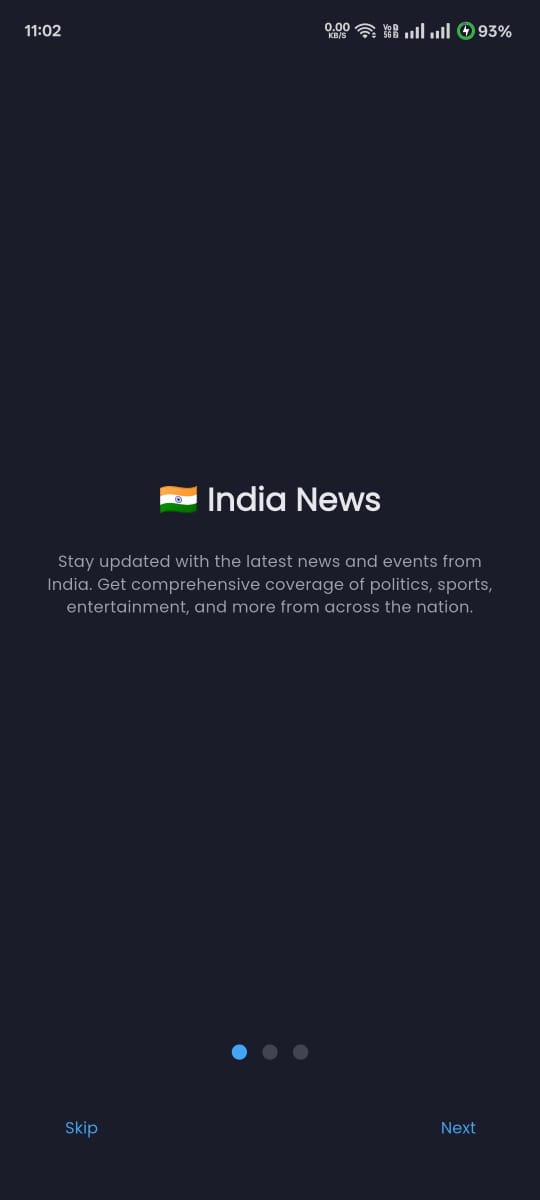 11:02
0.00
KB/S
Vo
5G
93%
🇮🇳 India News
Stay updated with the latest news and events from
India. Get comprehensive coverage of politics, sports,
entertainment, and more from across the nation.
Skip
Next